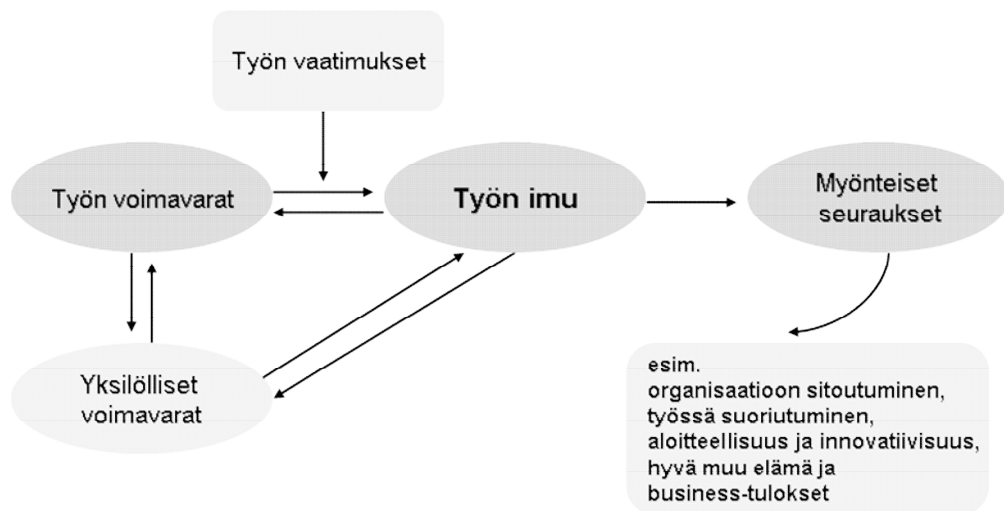 Työn vaatimukset
Työn voimavarat
Työn imu
Myönteiset
seuraukset
Yksilölliset
voimavarat
esim.
organisaatioon sitoutuminen,
työssä suoriutuminen,
aloitteellisuus ja innovatiivisuus,
hyvä muu elämä ja
business-tulokset